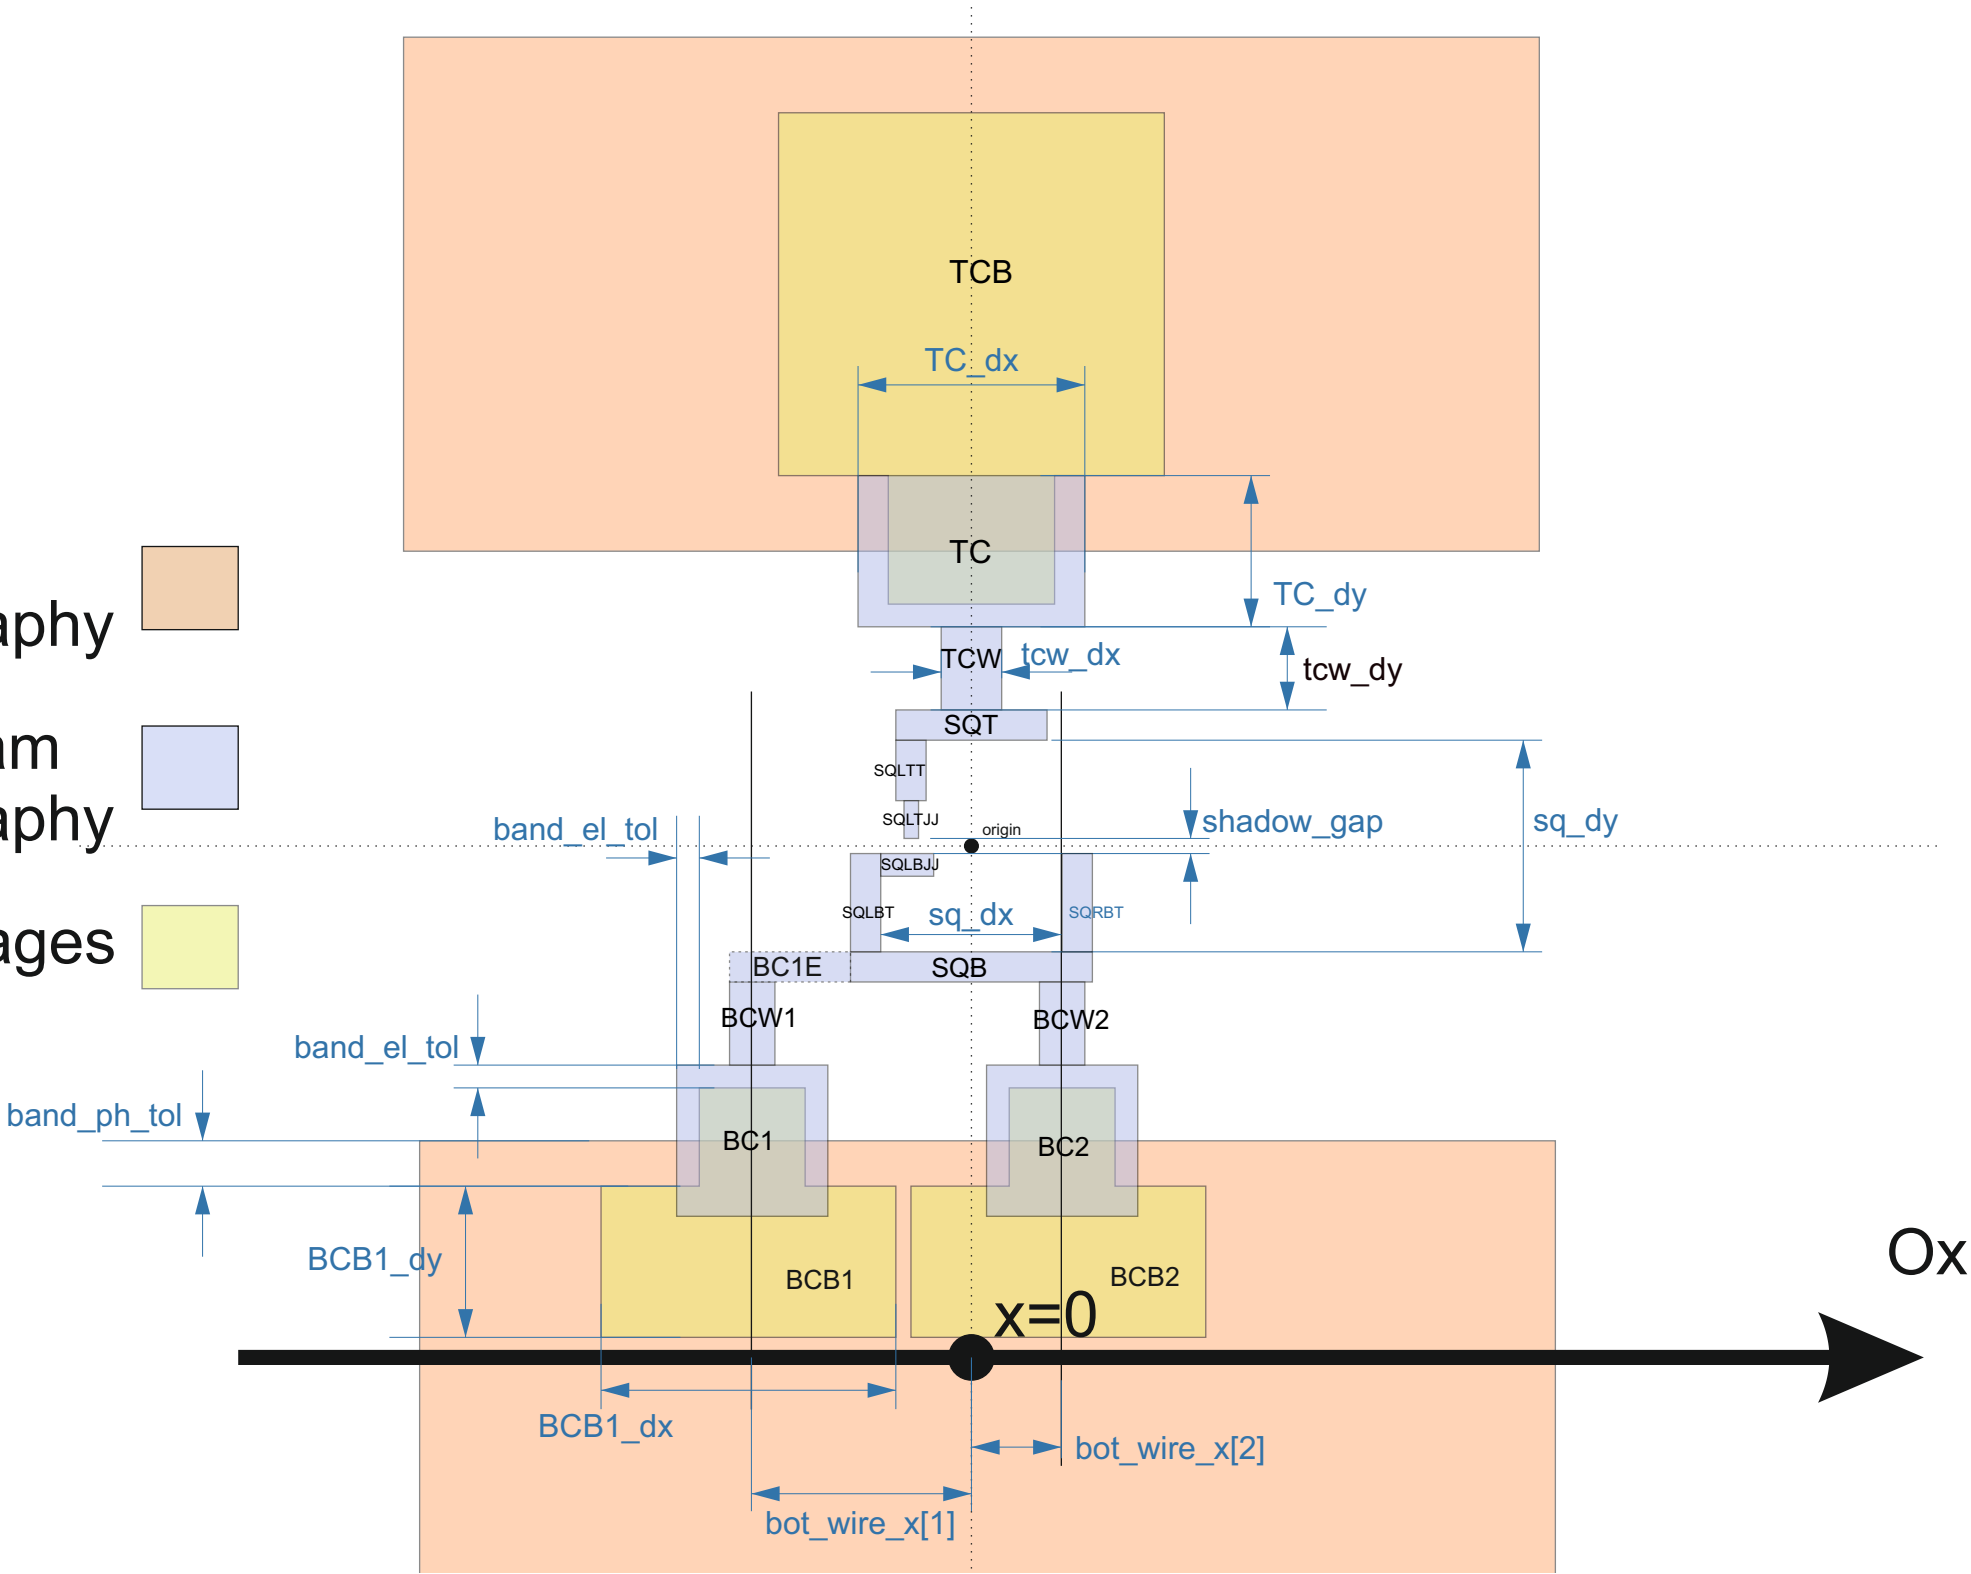 TCB
TC_dx
TC
TC_dy
aphy
TCW
tcw_dx
tcw_dy
SQT
am
SQLTT
aphy
SQLTJJ
origin
shadow_gap
sq_dy
band_el_tol
SQLBJJ
SQLBT
sq_dx
SQRBT
ages
BC1E
SQB
BCW1
BCW2
band_el_tol
band_ph_tol
BC1
BC2
BCB1_dy
BCB1
BCB2
Ox
x=0
BCB1_dx
bot_wire_x[2]
bot_wire_x[1]